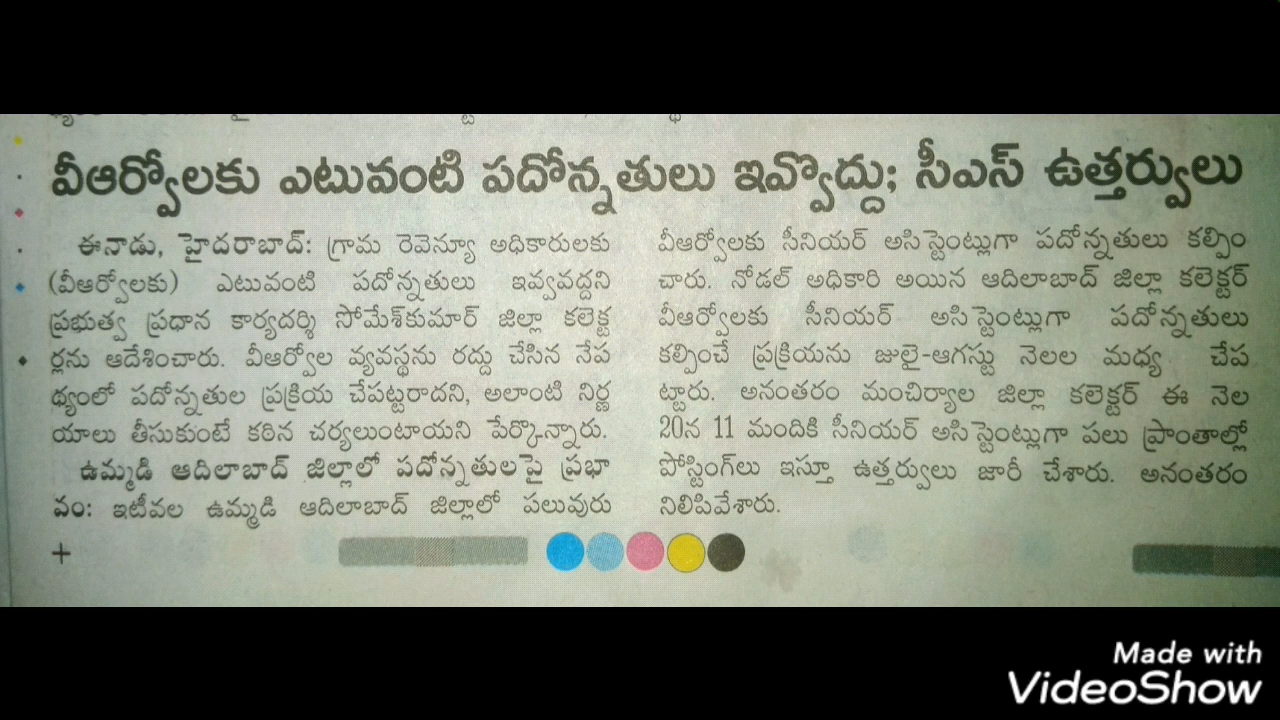 వీఆర్వోలకు ఎటువంటి పదోన్నతులు ఇవ్వొద్దు; సీఎస్ ఉత్తర్వులు
ఈనాడు, హైదరాబాద్: గ్రామ రెవెన్యూ అధికారులకు
(వీఆర్వోలకు) ఎటువంటి పదోన్నతులు ఇవ్వవద్దని
ప్రభుత్వ ప్రధాన కార్యదర్శి సోమేశ్‌కుమార్ జిల్లా కలెక్ట
ర్లను ఆదేశించారు. వీఆర్వోల వ్యవస్థను రద్దు చేసిన నేప
థ్యంలో పదోన్నతుల ప్రక్రియ చేపట్టరాదని, అలాంటి నిర్ణ
యాలు తీసుకుంటే కఠిన చర్యలుంటాయని పేర్కొన్నారు.
ఉమ్మడి ఆదిలాబాద్ జిల్లాలో పదోన్నతులపై ప్రభా
వం: ఇటీవల ఉమ్మడి ఆదిలాబాద్ జిల్లాలో పలువురు
వీఆర్వోలకు సీనియర్ అసిస్టెంట్లుగా పదోన్నతులు కల్పిం
చారు. నోడల్ అధికారి అయిన ఆదిలాబాద్ జిల్లా కలెక్టర్
వీఆర్వోలకు సీనియర్ అసిస్టెంట్లుగా పదోన్నతులు
కల్పించే ప్రక్రియను జులై-ఆగస్టు నెలల మధ్య చేప
ట్టారు. అనంతరం మంచిర్యాల జిల్లా కలెక్టర్ ఈ నెల
20న 11 మందికి సీనియర్ అసిస్టెంట్లుగా పలు ప్రాంతాల్లో
పోస్టింగ్‌లు ఇస్తూ ఉత్తర్వులు జారీ చేశారు. అనంతరం
నిలిపివేశారు.
Made with
VideoShow